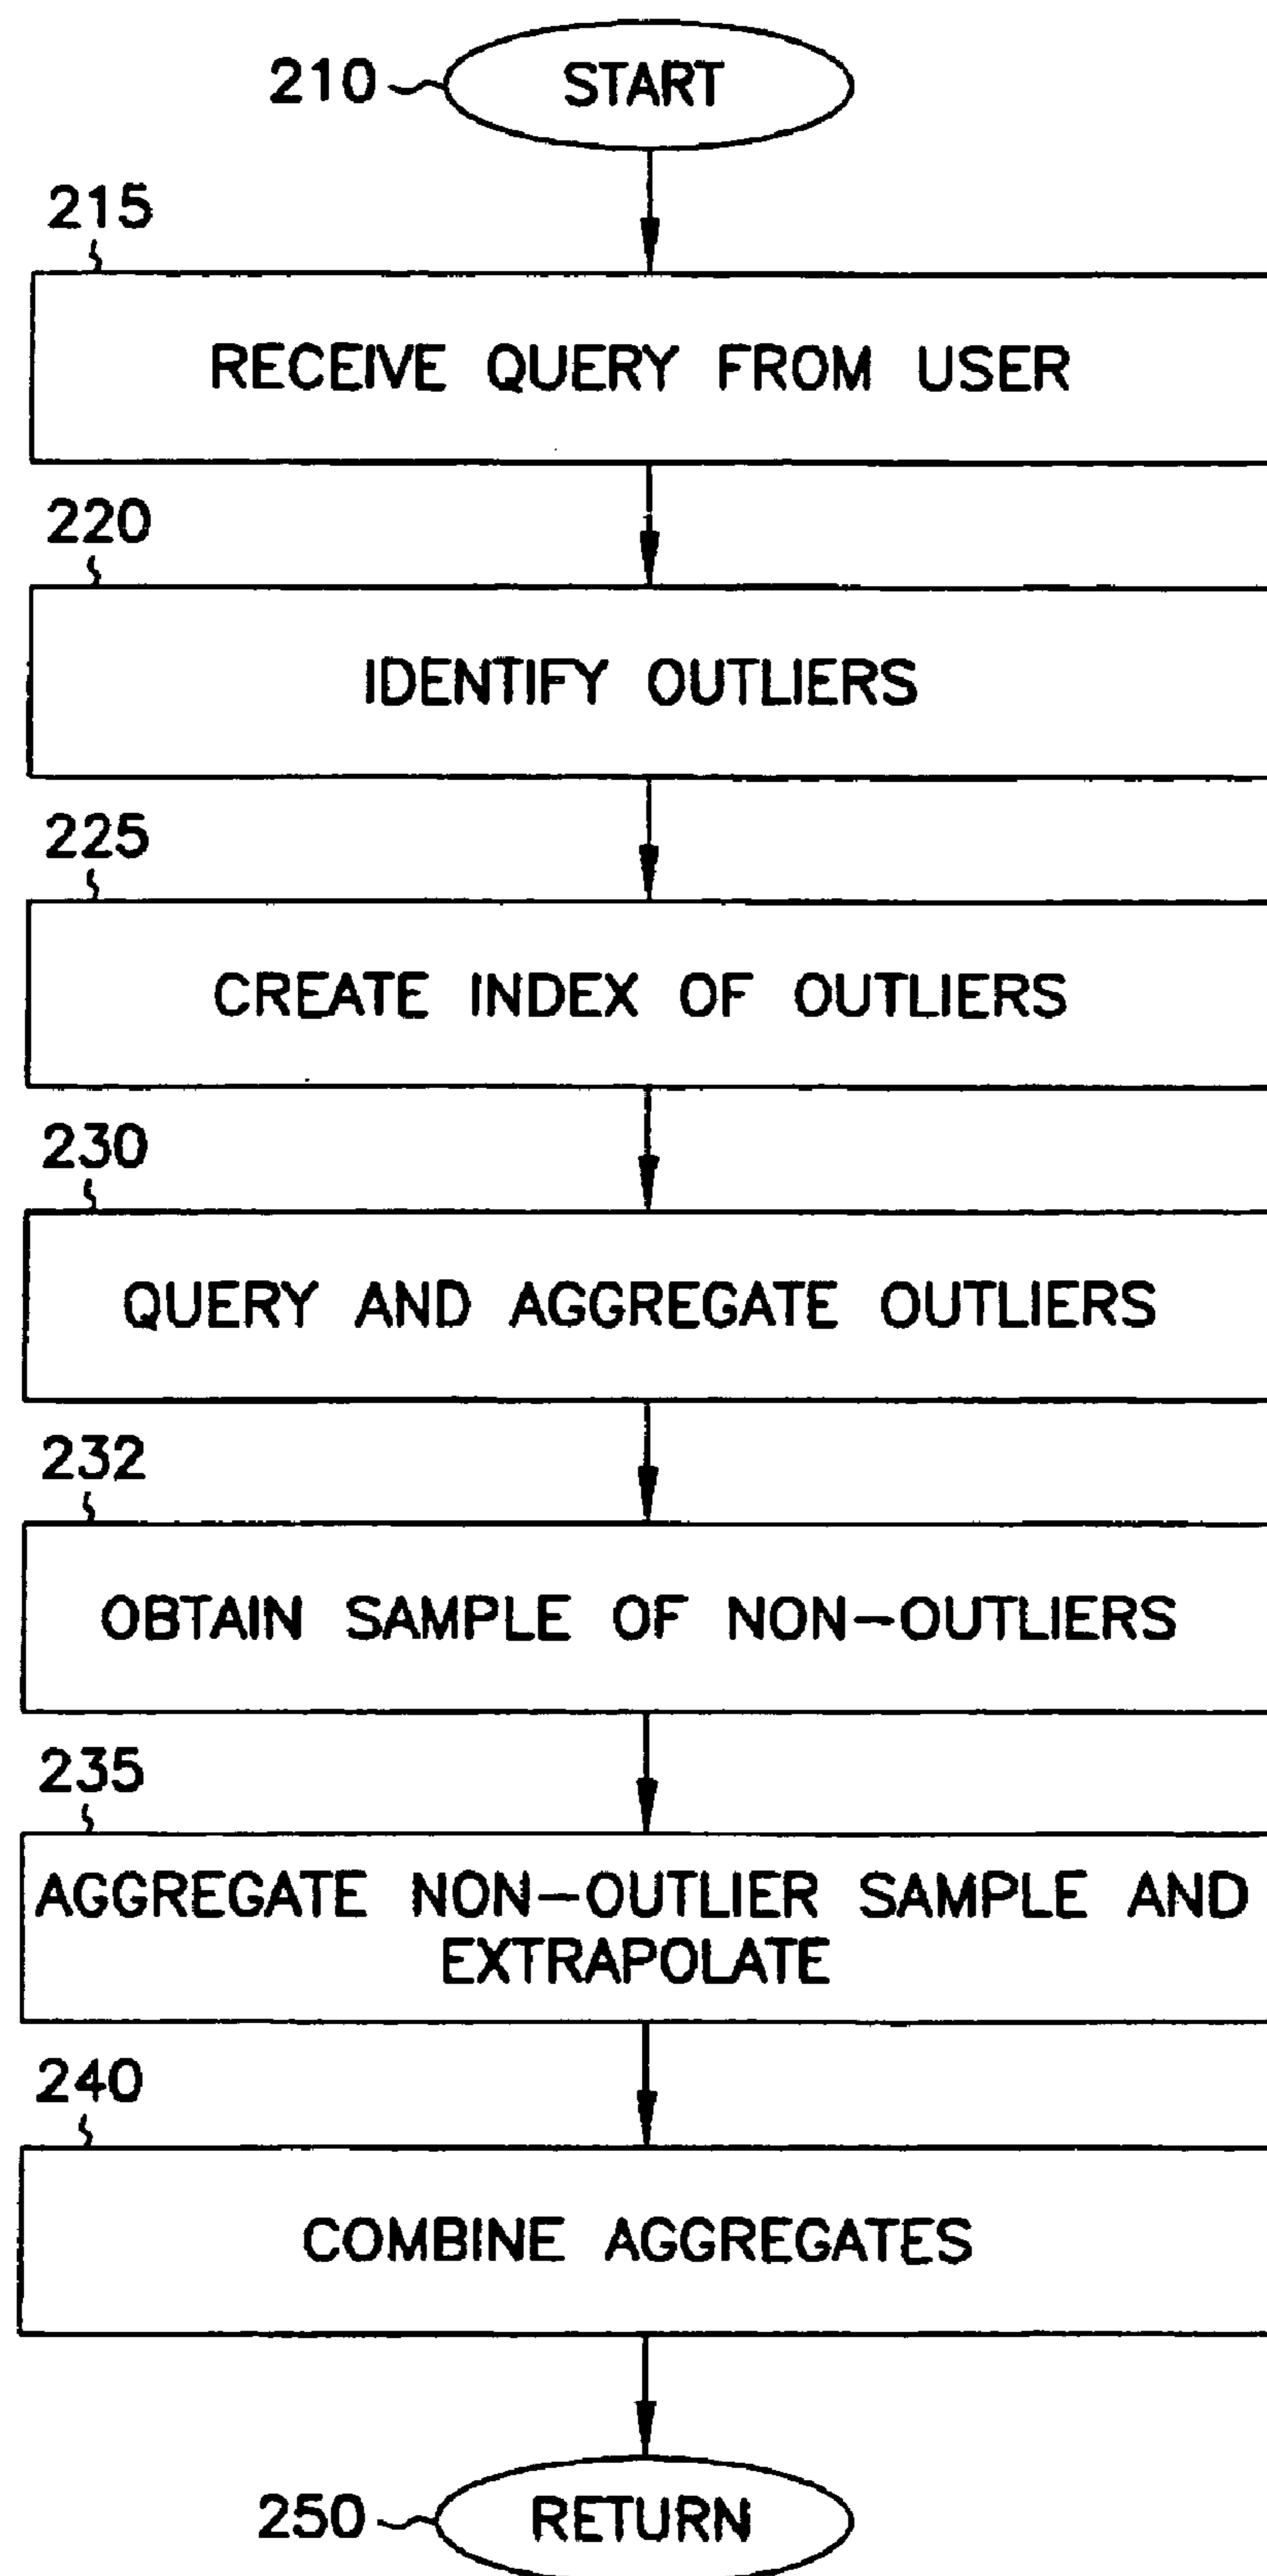 210 START
215
RECEIVE QUERY FROM USER
220
IDENTIFY OUTLIERS
225
CREATE INDEX OF OUTLIERS
230
QUERY AND AGGREGATE OUTLIERS
232
OBTAIN SAMPLE OF NON-OUTLIERS
235
AGGREGATE NON-OUTLIER SAMPLE AND
EXTRAPOLATE
240
COMBINE AGGREGATES
250 RETURN